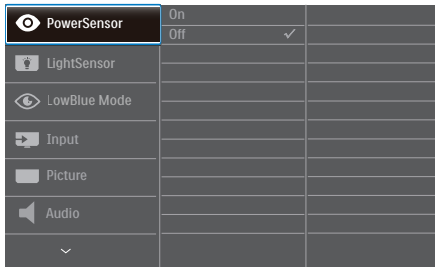 PowerSensor
On
Off
LightSensor
LowBlue Mode
Input
Picture
Audio